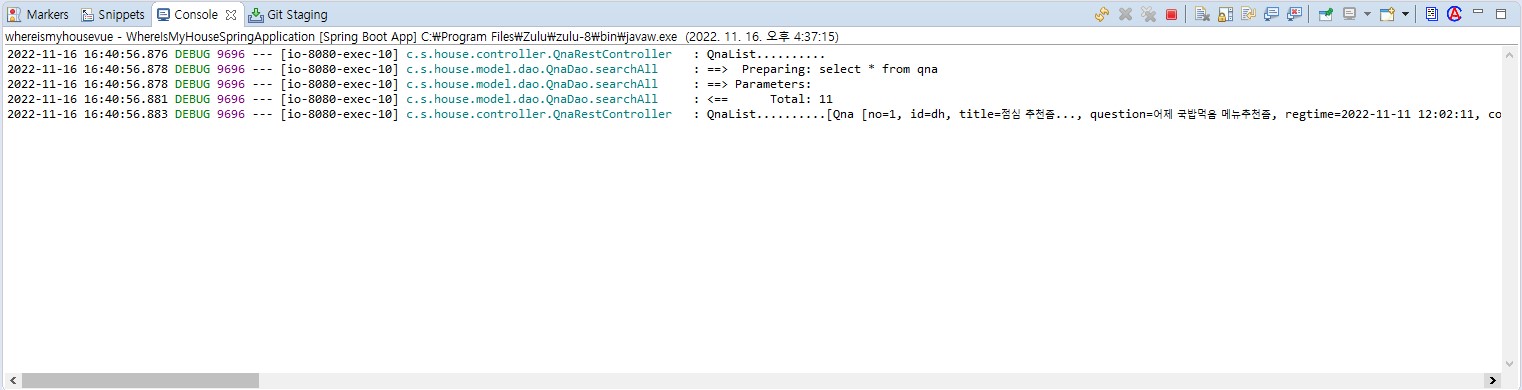 Markers Snippets Console Git Staging
whereismyhousevue - WhereIsMyHouseSpringApplication [Spring Boot App] C:₩Program Files₩Zulu₩zulu-8₩bin₩javaw.exe (2022. 11. 16. 오후 4:37:15)
2022-11-16 16:40:56.876 DEBUG 9696 --- [io-8080-exec-10] c.s.house.controller.QnaRestController : QnaList..........
2022-11-16 16:40:56.878 DEBUG 9696 --- [io-8080-exec-10] c.s.house.model.dao.QnaDao.searchAll : ==> Preparing: select * from qna
2022-11-16 16:40:56.878 DEBUG 9696 --- [io-8080-exec-10] c.s.house.model.dao.QnaDao.searchAll : ==> Parameters:
2022-11-16 16:40:56.881 DEBUG 9696 --- [io-8080-exec-10] c.s.house.model.dao.QnaDao.searchAll : <== Total: 11
2022-11-16 16:40:56.883 DEBUG 9696 --- [io-8080-exec-10] c.s.house.controller.QnaRestController : QnaList..........[Qna [no=1, id=dh, title=점심 추천좀..., question=어제 국밥먹음 메뉴추천좀, regtime=2022-11-11 12:02:11, co